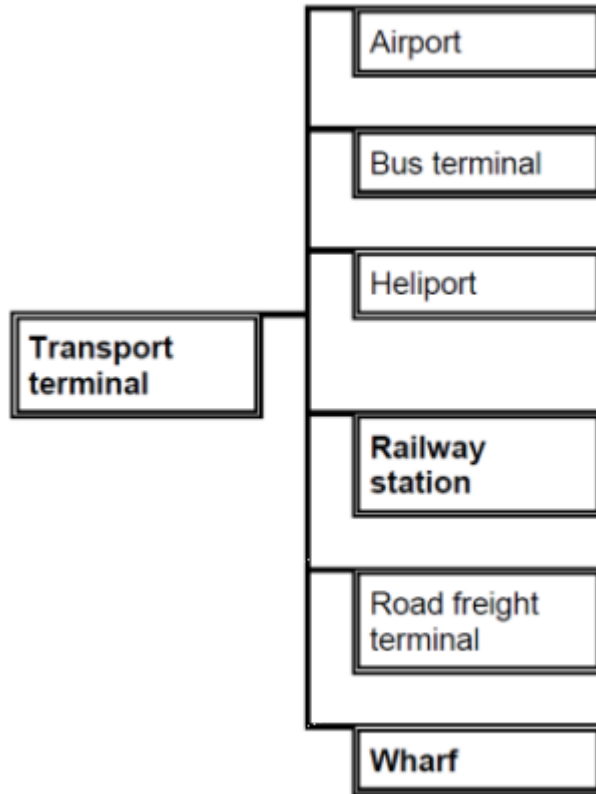 Airport
Bus terminal
Heliport
Transport
terminal
Railway
station
Road freight
terminal
Wharf